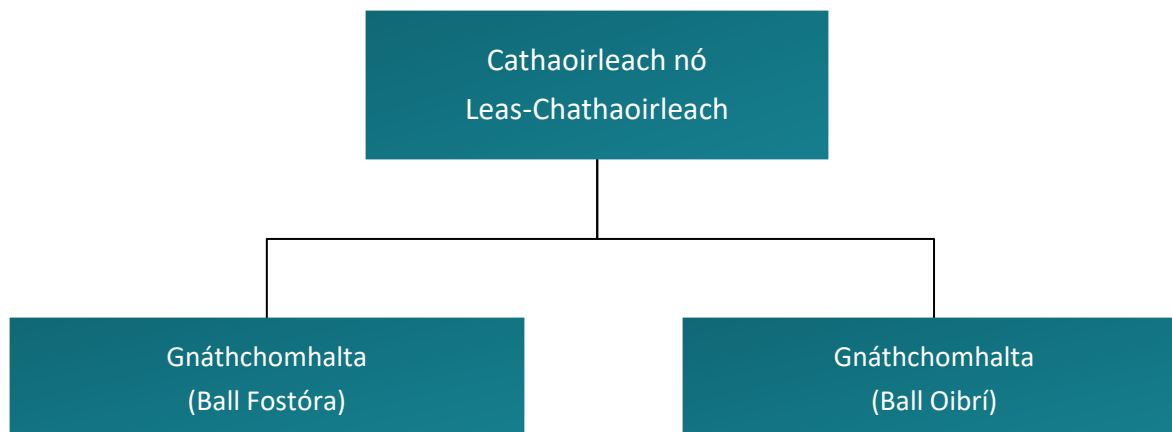 Cathaoirleach nó
Leas-Chathaoirleach
Gnáthchomhalta
(Ball Fostóra)
Gnáthchomhalta
(Ball Oibrí)